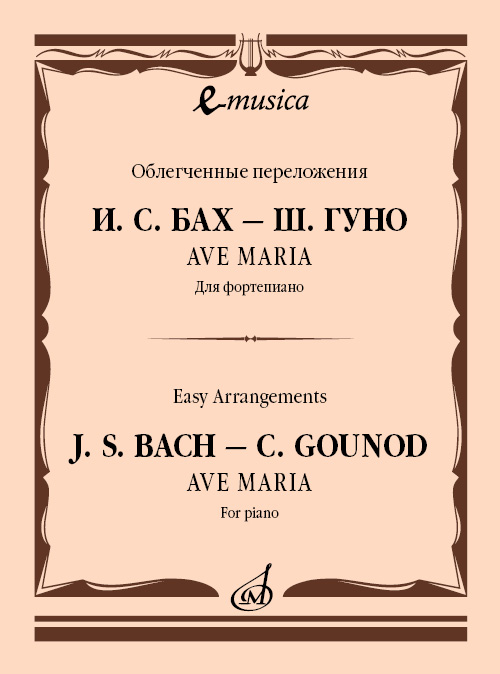 e-musica
Облегченные переложения
И. С. БАХ – Ш. ГУНО
AVE MARIA
Для фортепиано
Easy Arrangements
J. S. BACH – C. GOUNOD
AVE MARIA
For piano